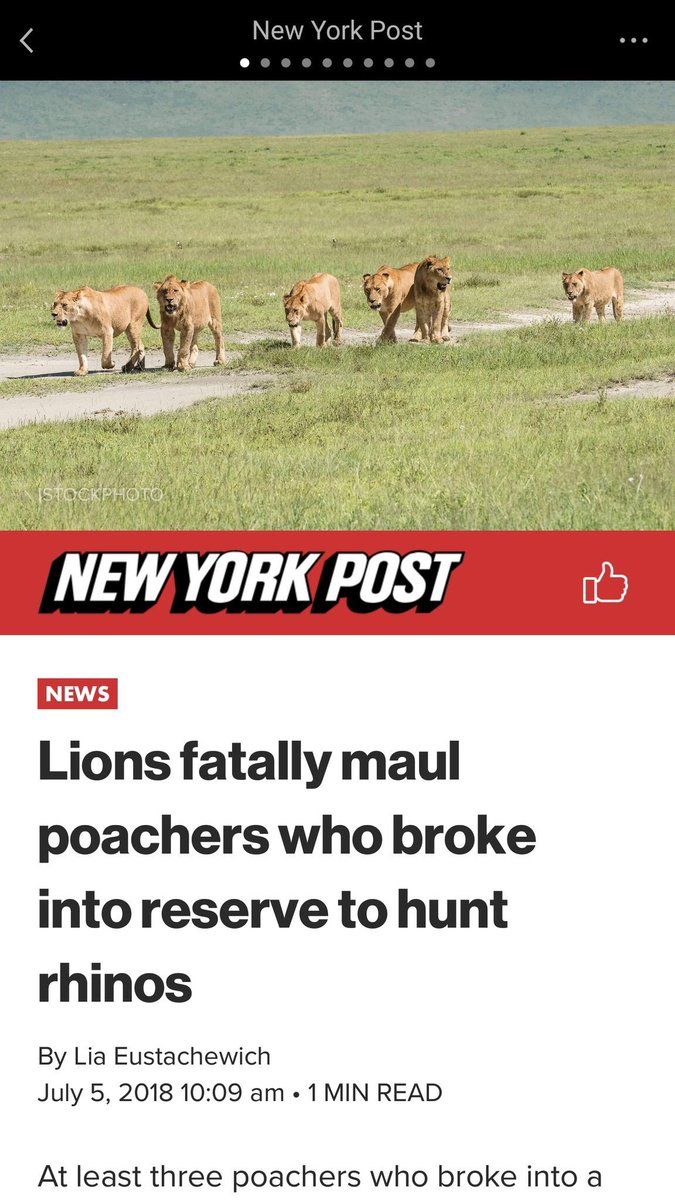 New York Post
ISTOCKPHOTO
NEW YORK POST
NEWS
Lions fatally maul
poachers who broke
into reserve to hunt
rhinos
By Lia Eustachewich
July 5, 2018 10:09 am • 1 MIN READ
At least three poachers who broke into a